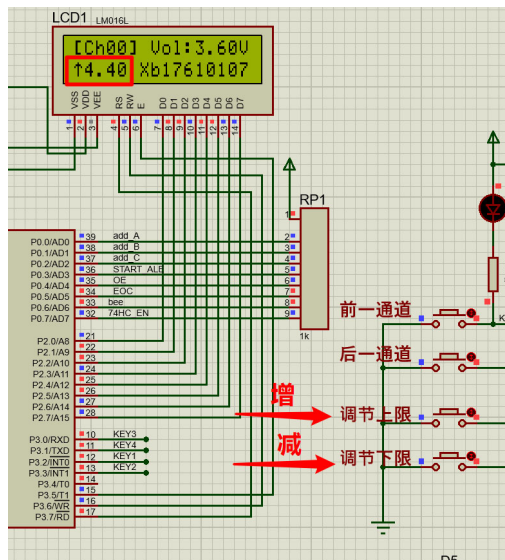 LCD1 LM016L
[Ch00] Vol:3.60V
↑4.40 Xb17610107
VSS VDD VEE RS RW E D0 D1 D2 D3 D4 D5 D6 D7
1 2 3 4 5 6 7 8 9 10 11 12 13 14
RP1
1
P0.0/AD0 39 add_A 2
P0.1/AD1 38 add_B 3
P0.2/AD2 37 add_C 4
P0.3/AD3 36 START_ALE 5
P0.4/AD4 35 OE 6
P0.5/AD5 34 EOC 7
P0.6/AD6 33 bee 8
P0.7/AD7 32 74HC_EN 9
1k
前一通道
K
P2.0/A8 21
P2.1/A9 22
P2.2/A10 23
P2.3/A11 24
P2.4/A12 25
P2.5/A13 26
P2.6/A14 27
P2.7/A15 28
后一通道
增
调节上限
P3.0/RXD 10 KEY3
P3.1/TXD 11 KEY4
P3.2/INT0 12 KEY1
P3.3/INT1 13 KEY2
P3.4/T0 14
P3.5/T1 15
P3.6/WR 16
P3.7/RD 17
减
调节下限
D5